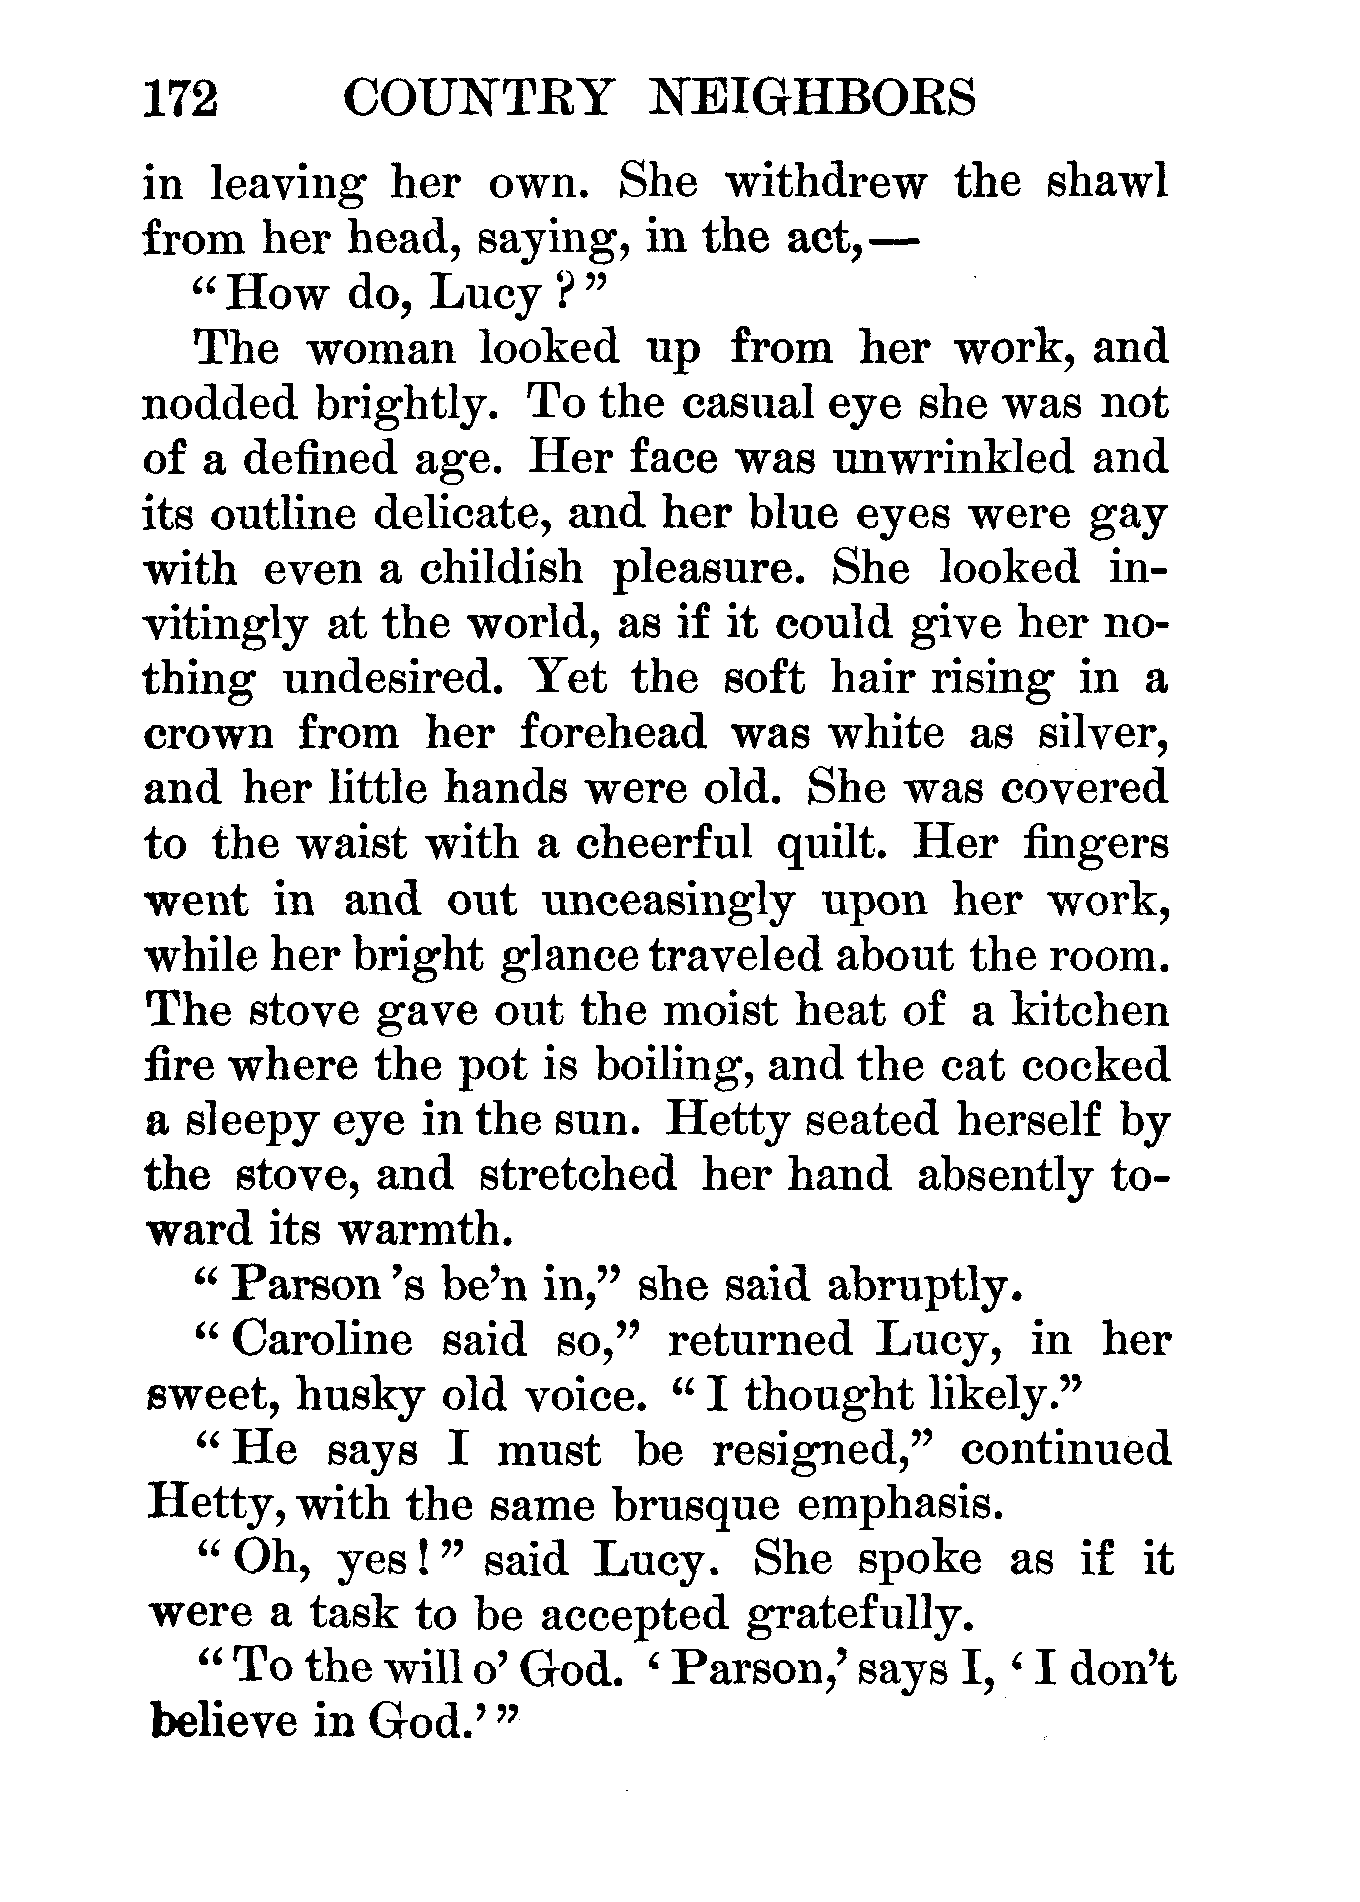 172 COUNTRY NEIGHBORS
in leaving her own. She withdrew the shawl
from her head, saying, in the act,—
“How do, Lucy?”
The woman looked up from her work, and
nodded brightly. To the casual eye she was not
of a defined age. Her face was unwrinkled and
its outline delicate, and her blue eyes were gay
with even a childish pleasure. She looked in-
vitingly at the world, as if it could give her no-
thing undesired. Yet the soft hair rising in a
crown from her forehead was white as silver,
and her little hands were old. She was covered
to the waist with a cheerful quilt. Her fingers
went in and out unceasingly upon her work,
while her bright glance traveled about the room.
The stove gave out the moist heat of a kitchen
fire where the pot is boiling, and the cat cocked
a sleepy eye in the sun. Hetty seated herself by
the stove, and stretched her hand absently to-
ward its warmth.
“Parson 's be'n in,” she said abruptly.
“Caroline said so,” returned Lucy, in her
sweet, husky old voice. “I thought likely.”
“He says I must be resigned,” continued
Hetty, with the same brusque emphasis.
“Oh, yes!” said Lucy. She spoke as if it
were a task to be accepted gratefully.
“To the will o' God. ‘Parson,’ says I, ‘I don't
believe in God.’”